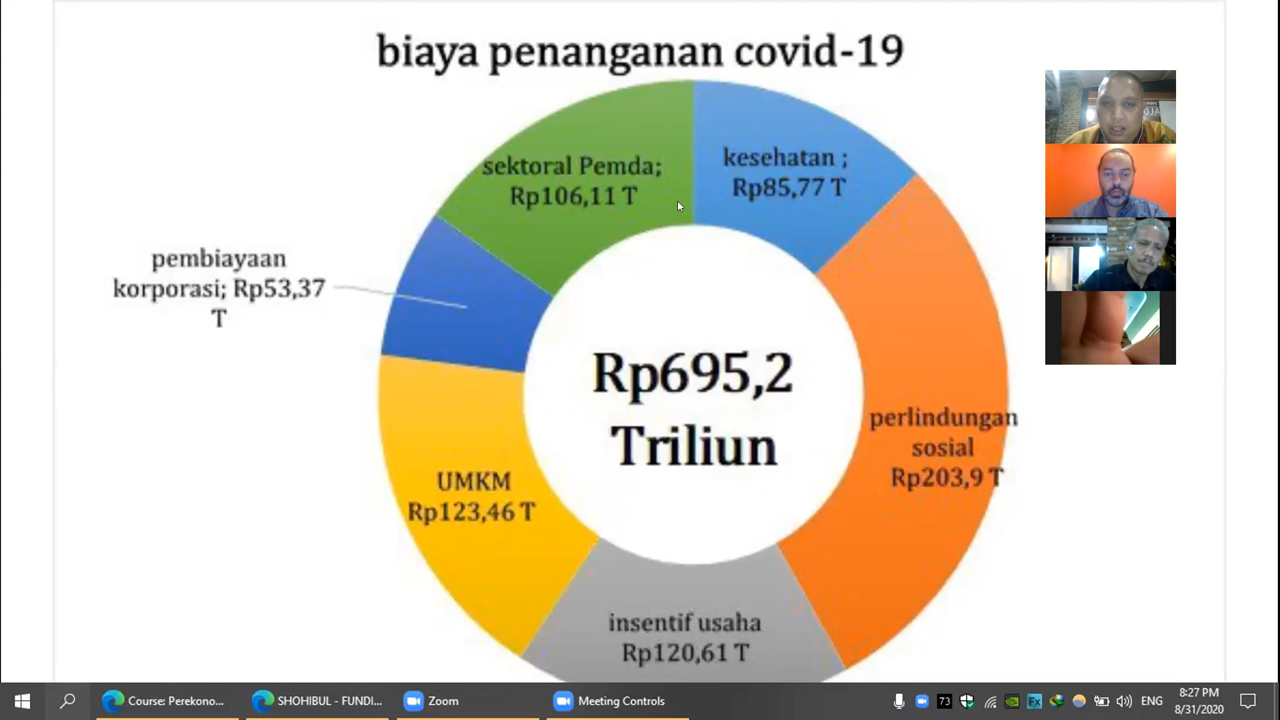 biaya penanganan covid-19
sektoral Pemda;
Rp106,11 T
kesehatan ;
Rp85,77 T
pembiayaan
korporasi; Rp53,37
T
Rp695,2
Triliun
perlindungan
sosial
Rp203,9 T
UMKM
Rp123,46 T
insentif usaha
Rp120,61 T
Course: Perekono...
SHOHIBUL - FUNDI...
Zoom
Meeting Controls
73
Fx
ENG
8:27 PM
8/31/2020